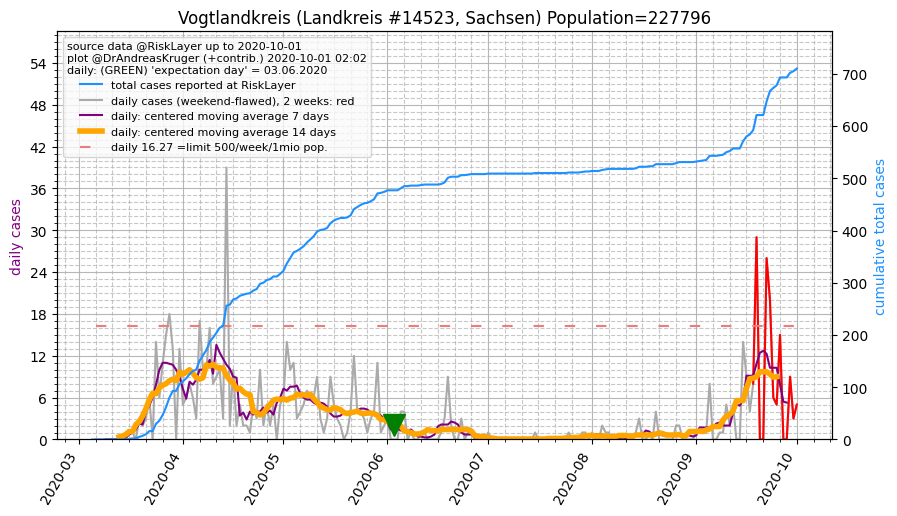 Vogtlandkreis (Landkreis #14523, Sachsen) Population=227796
source data @RiskLayer up to 2020-10-01
plot @DrAndreasKruger (+contrib.) 2020-10-01 02:02
daily: (GREEN) 'expectation day' = 03.06.2020
total cases reported at RiskLayer
daily cases (weekend-flawed), 2 weeks: red
daily: centered moving average 7 days
daily: centered moving average 14 days
daily 16.27 =limit 500/week/1mio pop.
daily cases
54
48
42
36
30
24
18
12
6
0
cumulative total cases
700
600
500
400
300
200
100
0
2020-03
2020-04
2020-05
2020-06
2020-07
2020-08
2020-09
2020-10